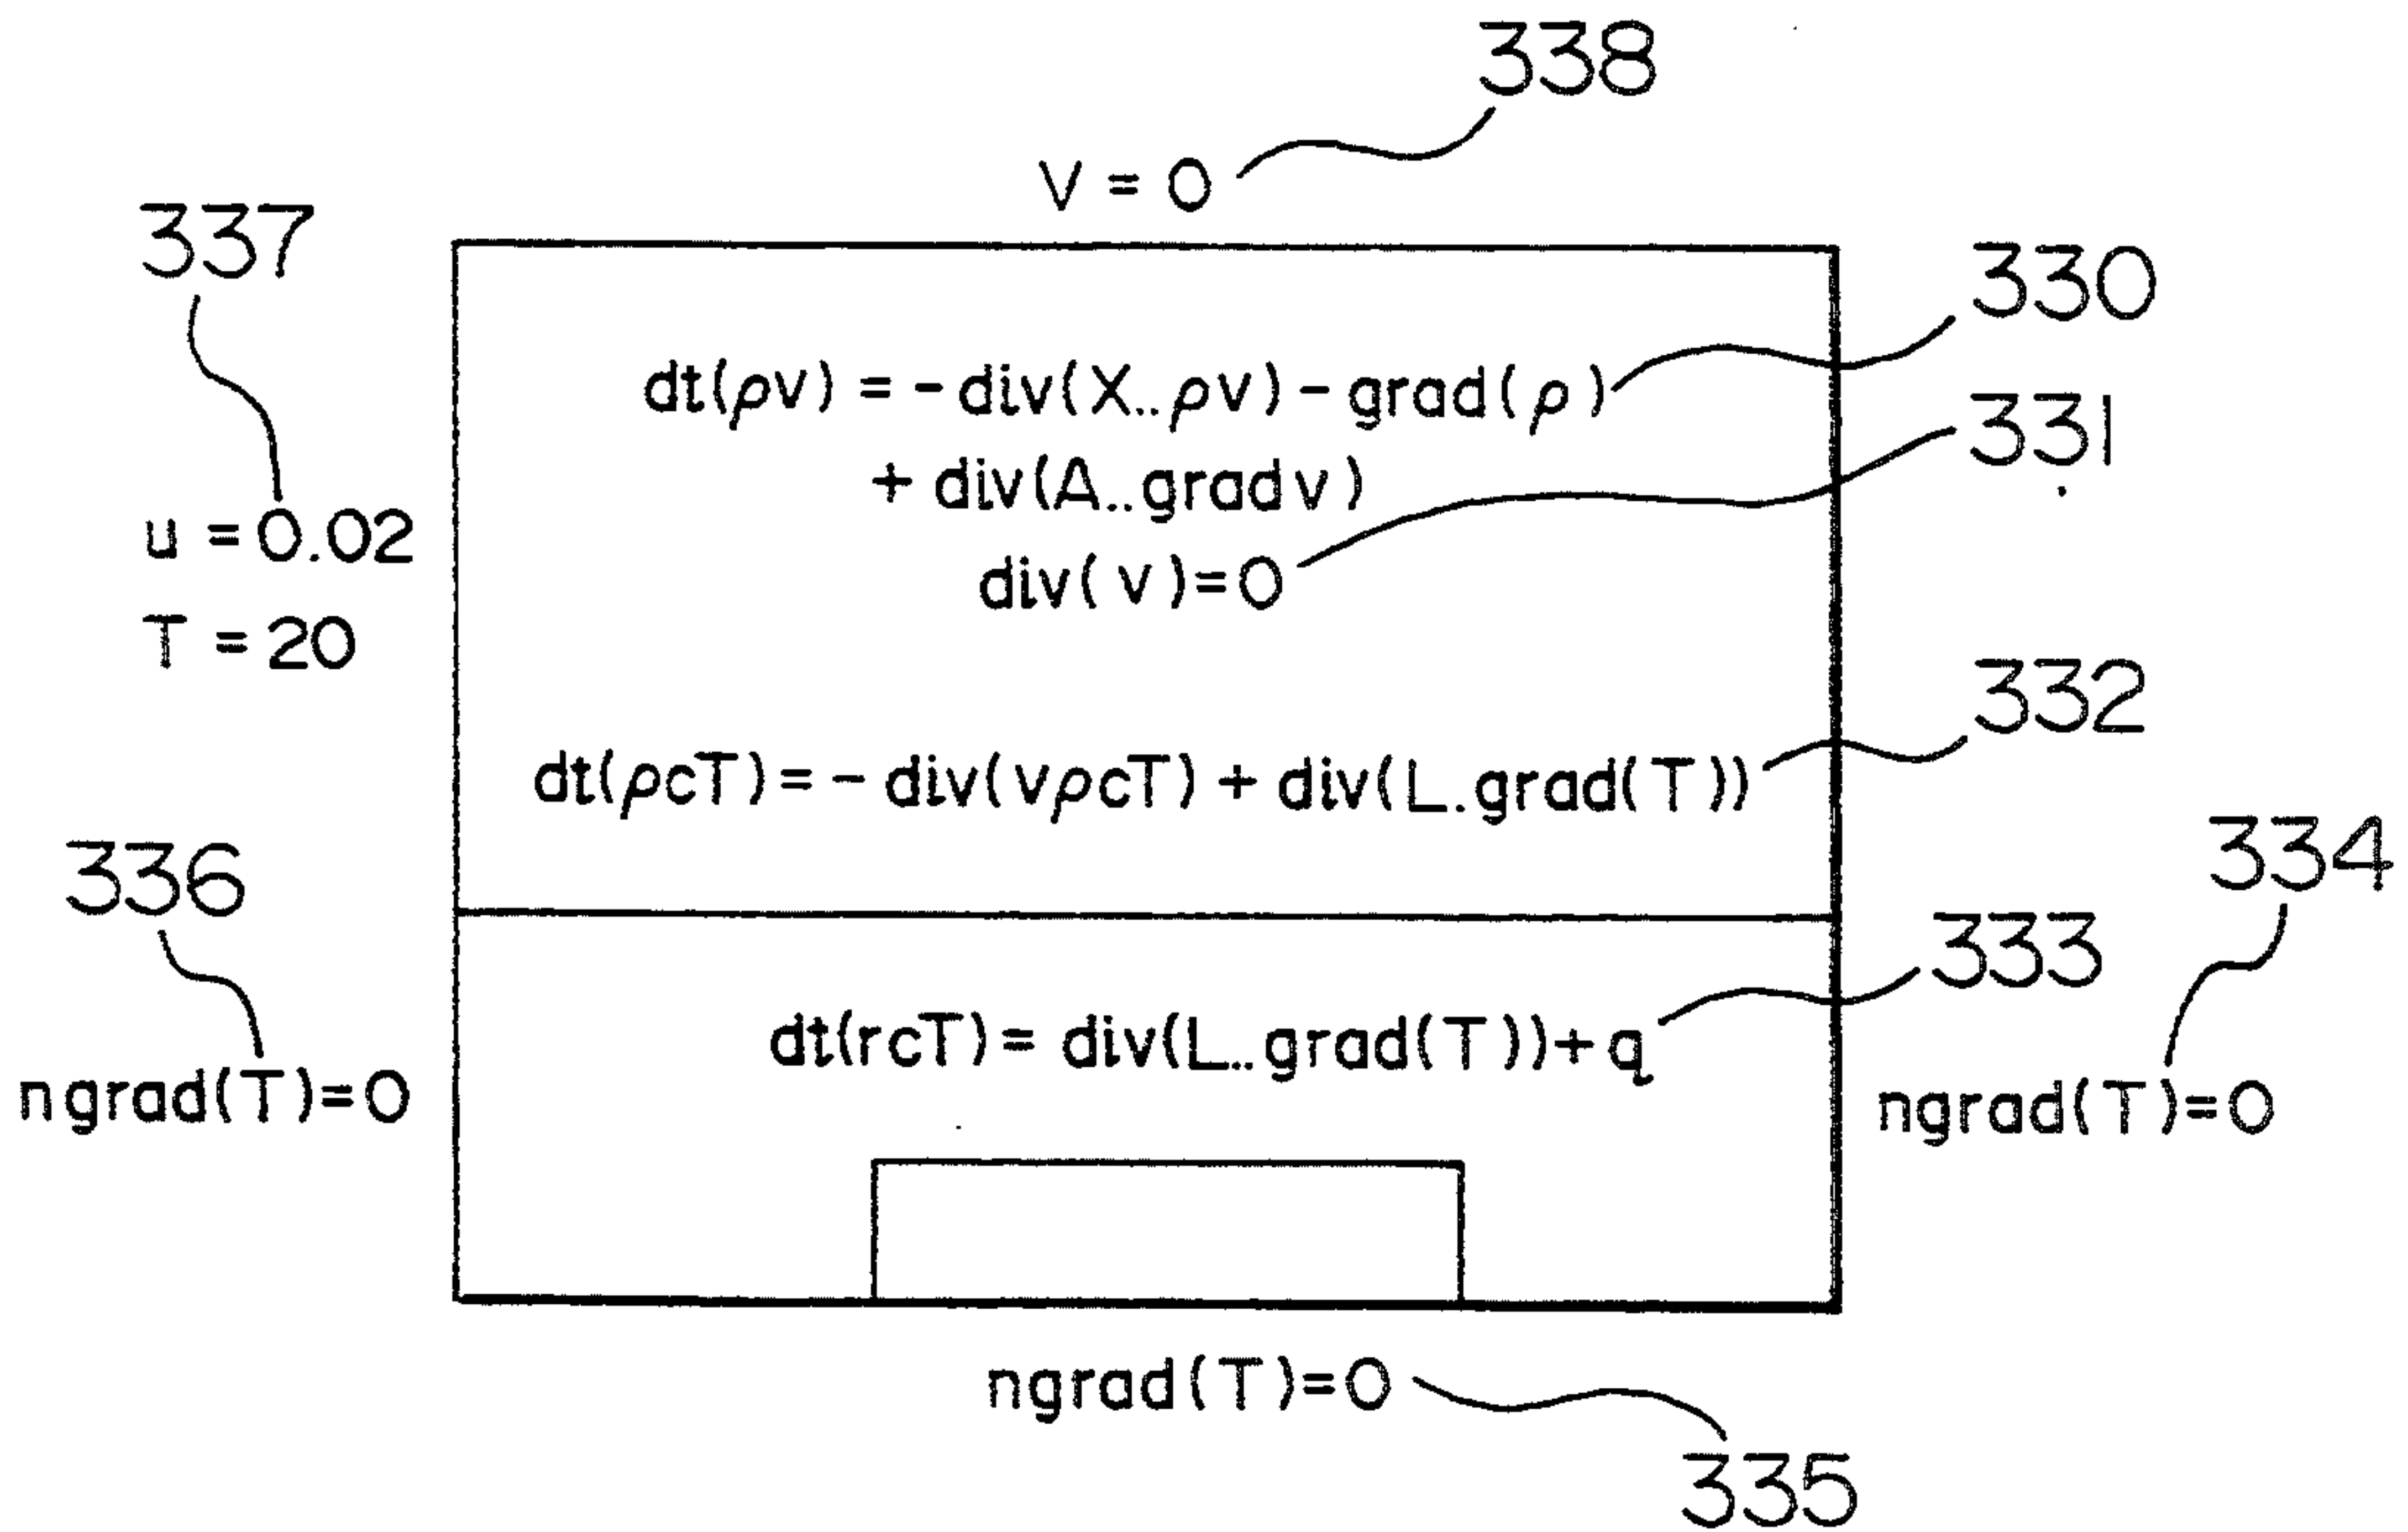 338
V = 0
337
330
dt(ρv) = -div(X..ρv) - grad(ρ)
331
+ div(A..grad v)
u = 0.02
div(v)=0
T = 20
332
dt(ρcT) = - div(vρcT) + div(L.grad(T))
336
334
333
dt(rcT) = div(L..grad(T))+q
ngrad(T)=0
ngrad(T)=0
ngrad(T)=0
335